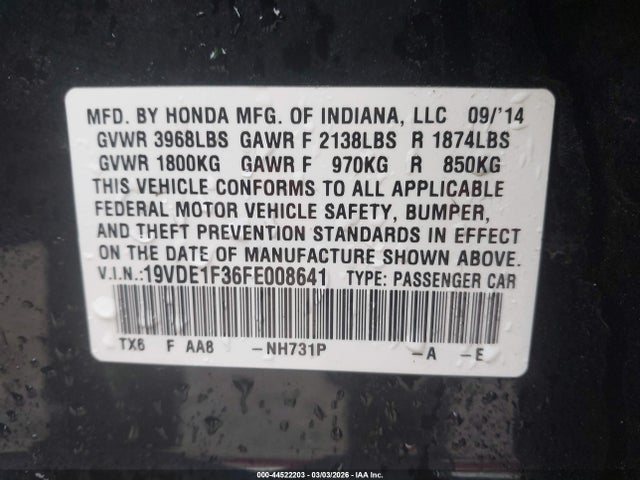 MFD. BY HONDA MFG. OF INDIANA, LLC 09/'14
GVWR 3968LBS GAWR F 2138LBS R 1874LBS
GVWR 1800KG GAWR F 970KG R 850KG
THIS VEHICLE CONFORMS TO ALL APPLICABLE
FEDERAL MOTOR VEHICLE SAFETY, BUMPER,
AND THEFT PREVENTION STANDARDS IN EFFECT
ON THE DATE OF MANUFACTURE SHOWN ABOVE.
V.I.N.:19VDE1F36FE008641 TYPE: PASSENGER CAR
TX6 F AA8 -NH731P -A -E
000-44522203 - 03/03/2026 - IAA Inc.